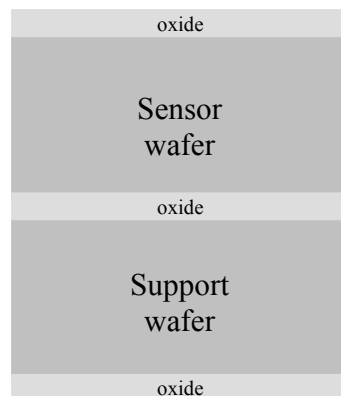 oxide
Sensor
wafer
oxide
Support
wafer
oxide